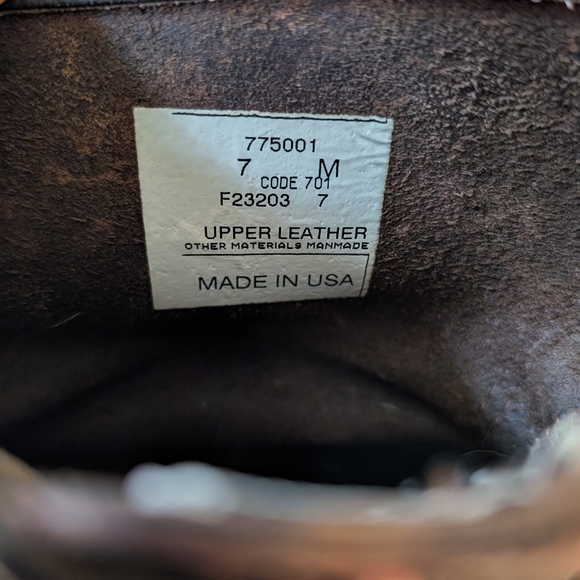 775001
7 M
CODE 701
F23203 7
UPPER LEATHER
OTHER MATERIALS MANMADE
MADE IN USA